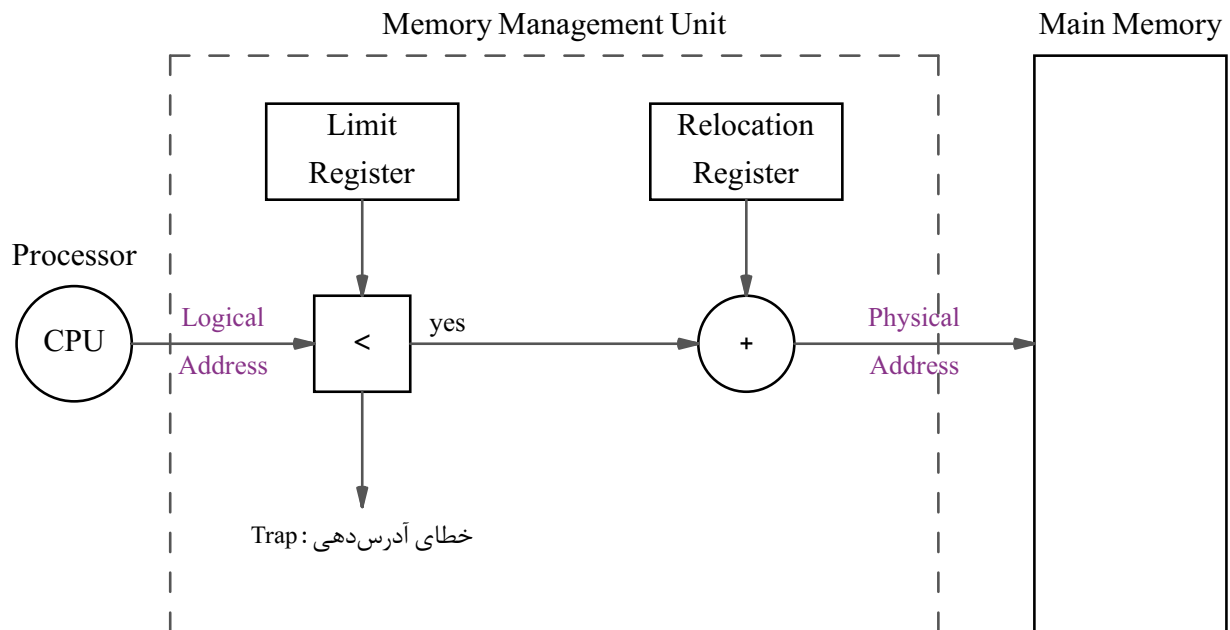 Memory Management Unit
Main Memory
Limit
Register
Relocation
Register
Processor
CPU
Logical
Address
<
yes
+
Physical
Address
Trap : خطای آدرس‌دهی